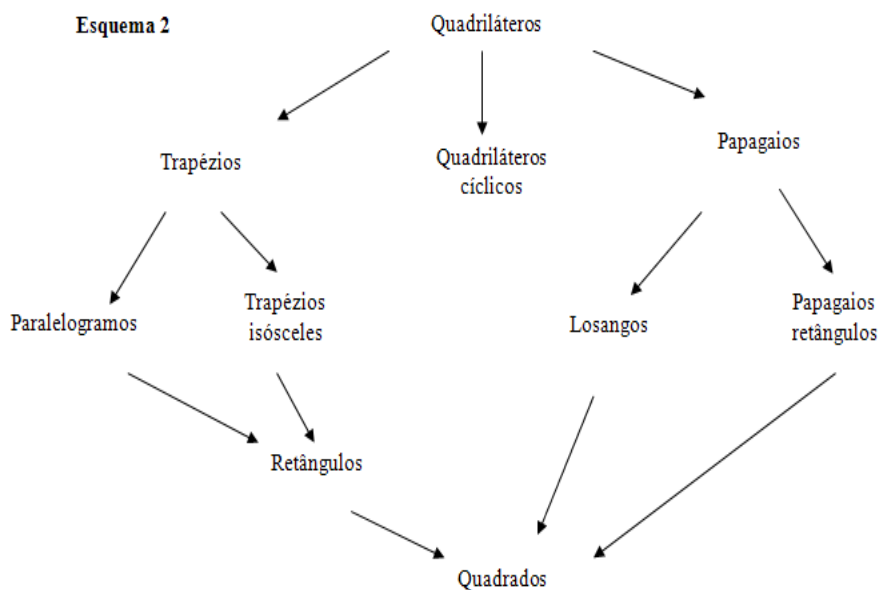 Esquema 2
Quadriláteros
Trapézios
Quadriláteros
cíclicos
Papagaios
Paralelogramos
Trapézios
isósceles
Losangos
Papagaios
retângulos
Retângulos
Quadrados